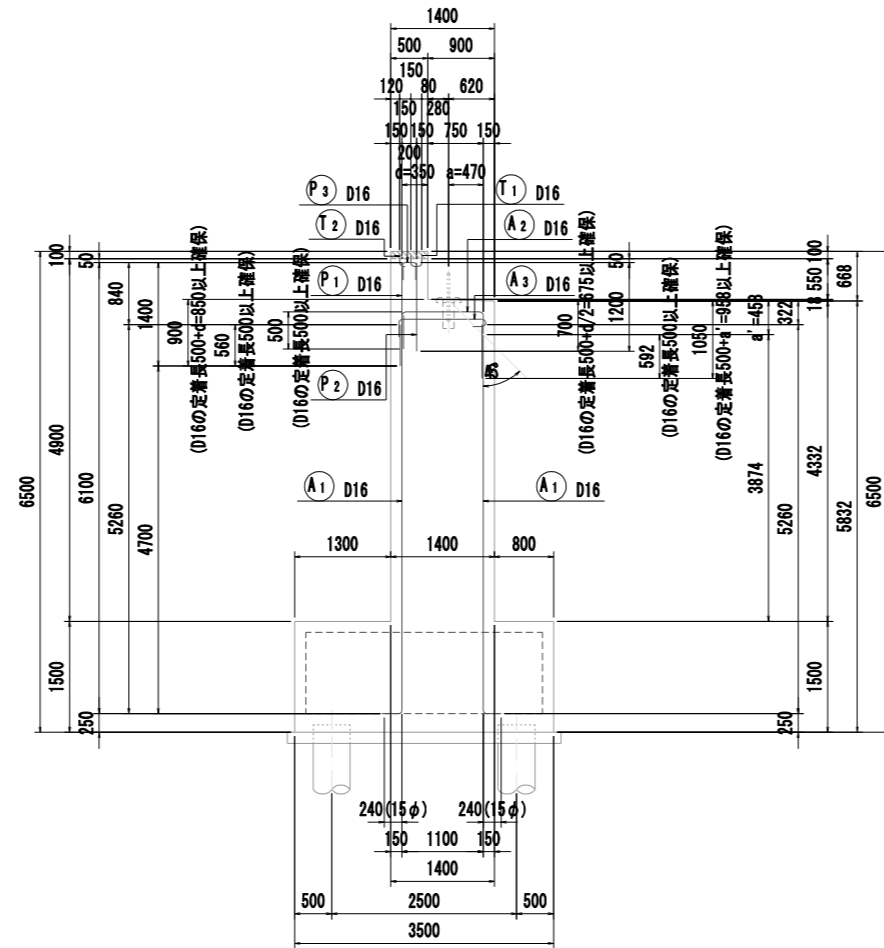 1400
500 900
150
120 80 620
150 280
150 150 750 150
200
d=350 a=470
P3 D16
T1 D16
T2 D16
A2 D16
P1 D16
A3 D16
P2 D16
A1 D16
A1 D16
100
50
840
1400
900
560
500
(D16の定着長500+d=850以上確保)
(D16の定着長500以上確保)
(D16の定着長500以上確保)
4900
6100
5260
4700
6500
1500
250
50
1200
700
(D16の定着長500+d/2=675以上確保)
(D16の定着長500以上確保)
592
1050
(D16の定着長500+a'=958以上確保)
a'=458
45
100
550
668
18
322
3874
4332
5260
5832
6500
1500
250
1300 1400 800
240(15φ) 240(15φ)
150 1100 150
1400
500 2500 500
3500